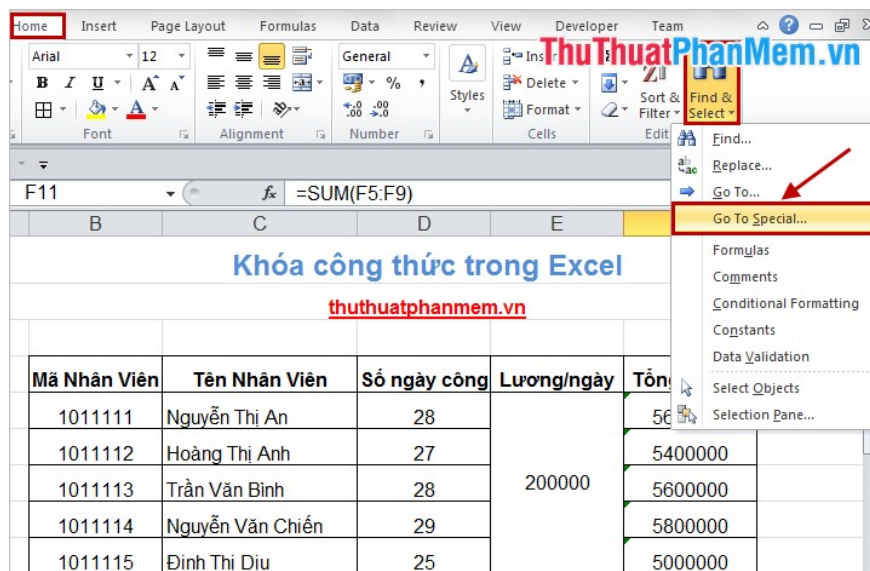 Home Insert Page Layout Formulas Data Review View Developer Team
ThuThuatPhanMem.vn
Arial 12 General Styles Delete Format Sort & Filter Find & Select
B I U A A % , .00 .00 A
Font Alignment Number Cells
Find...
Replace...
Go To...
Go To Special...
Formulas
Comments
Conditional Formatting
Constants
Data Validation
Select Objects
Selection Pane...
F11 fx =SUM(F5:F9)
B C D E
Khóa công thức trong Excel
thuthuatphanmem.vn
Mã Nhân Viên Tên Nhân Viên Số ngày công Lương/ngày
1011111 Nguyễn Thị An 28
1011112 Hoàng Thị Anh 27 5400000
1011113 Trần Văn Bình 28 200000 5600000
1011114 Nguyễn Văn Chiến 29 5800000
1011115 Đinh Thị Dịu 25 5000000